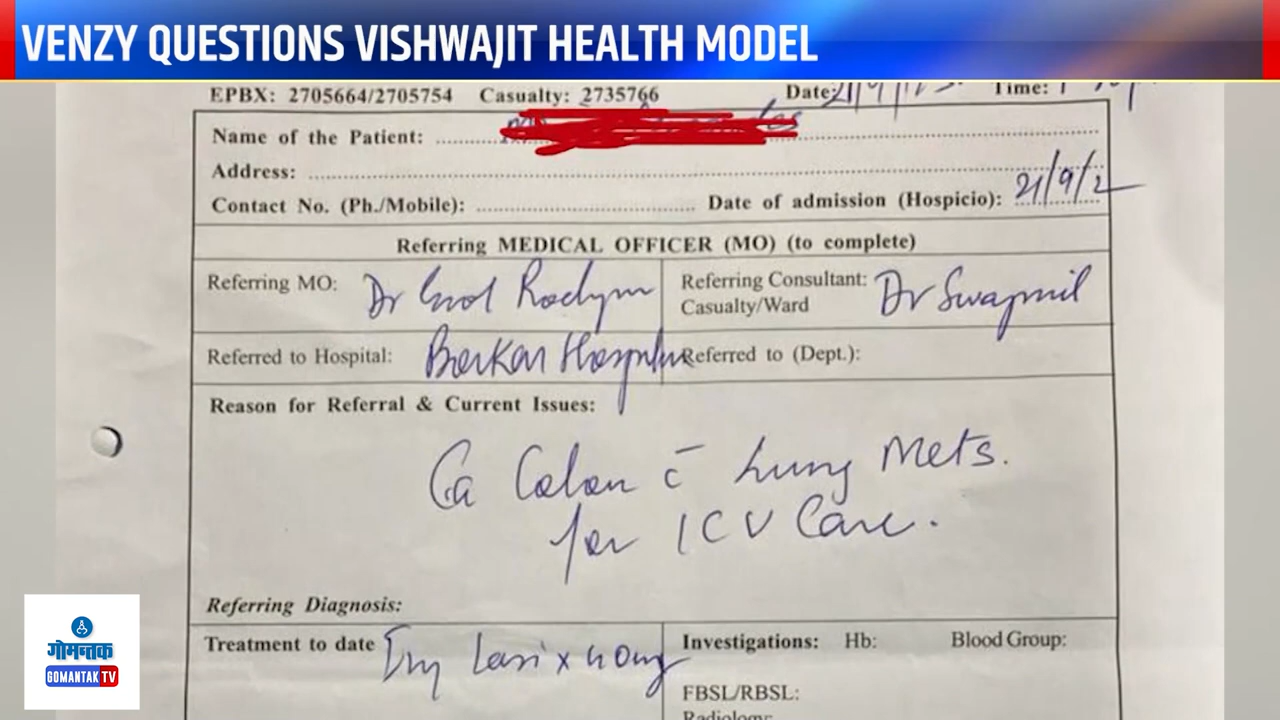 VENZY QUESTIONS VISHWAJIT HEALTH MODEL
EPBX: 2705664/2705754 Casualty: 2735766 Date: Time:
Name of the Patient:
Address:
Contact No. (Ph./Mobile): Date of admission (Hospicio): 21/9/2
Referring MEDICAL OFFICER (MO) (to complete)
Referring MO: Dr
Referring Consultant: Dr Swapnil
Casualty/Ward
Referred to Hospital: Borkar Hospital Referred to (Dept.):
Reason for Referral & Current Issues:
Ca Colon c̄ Lung Mets.
for ICU Care.
Referring Diagnosis:
Treatment to date Inj Lasix 40mg
Investigations: Hb: Blood Group:
FBSL/RBSL:
Radiology:
गोमन्तक
GOMANTAK TV